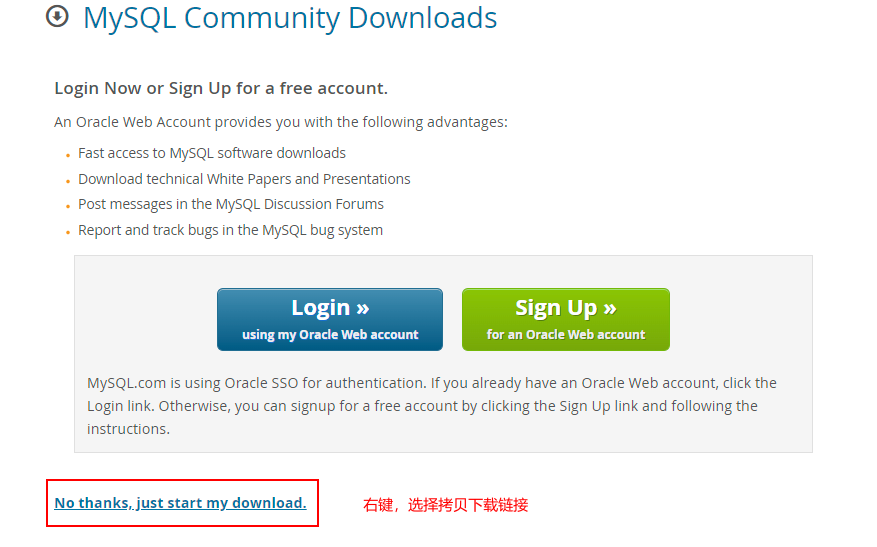 MySQL Community Downloads
Login Now or Sign Up for a free account.
An Oracle Web Account provides you with the following advantages:
Fast access to MySQL software downloads
Download technical White Papers and Presentations
Post messages in the MySQL Discussion Forums
Report and track bugs in the MySQL bug system
Login » Sign Up »
using my Oracle Web account for an Oracle Web account
MySQL.com is using Oracle SSO for authentication. If you already have an Oracle Web account, click the
Login link. Otherwise, you can signup for a free account by clicking the Sign Up link and following the
instructions.
No thanks, just start my download. 右键，选择拷贝下载链接